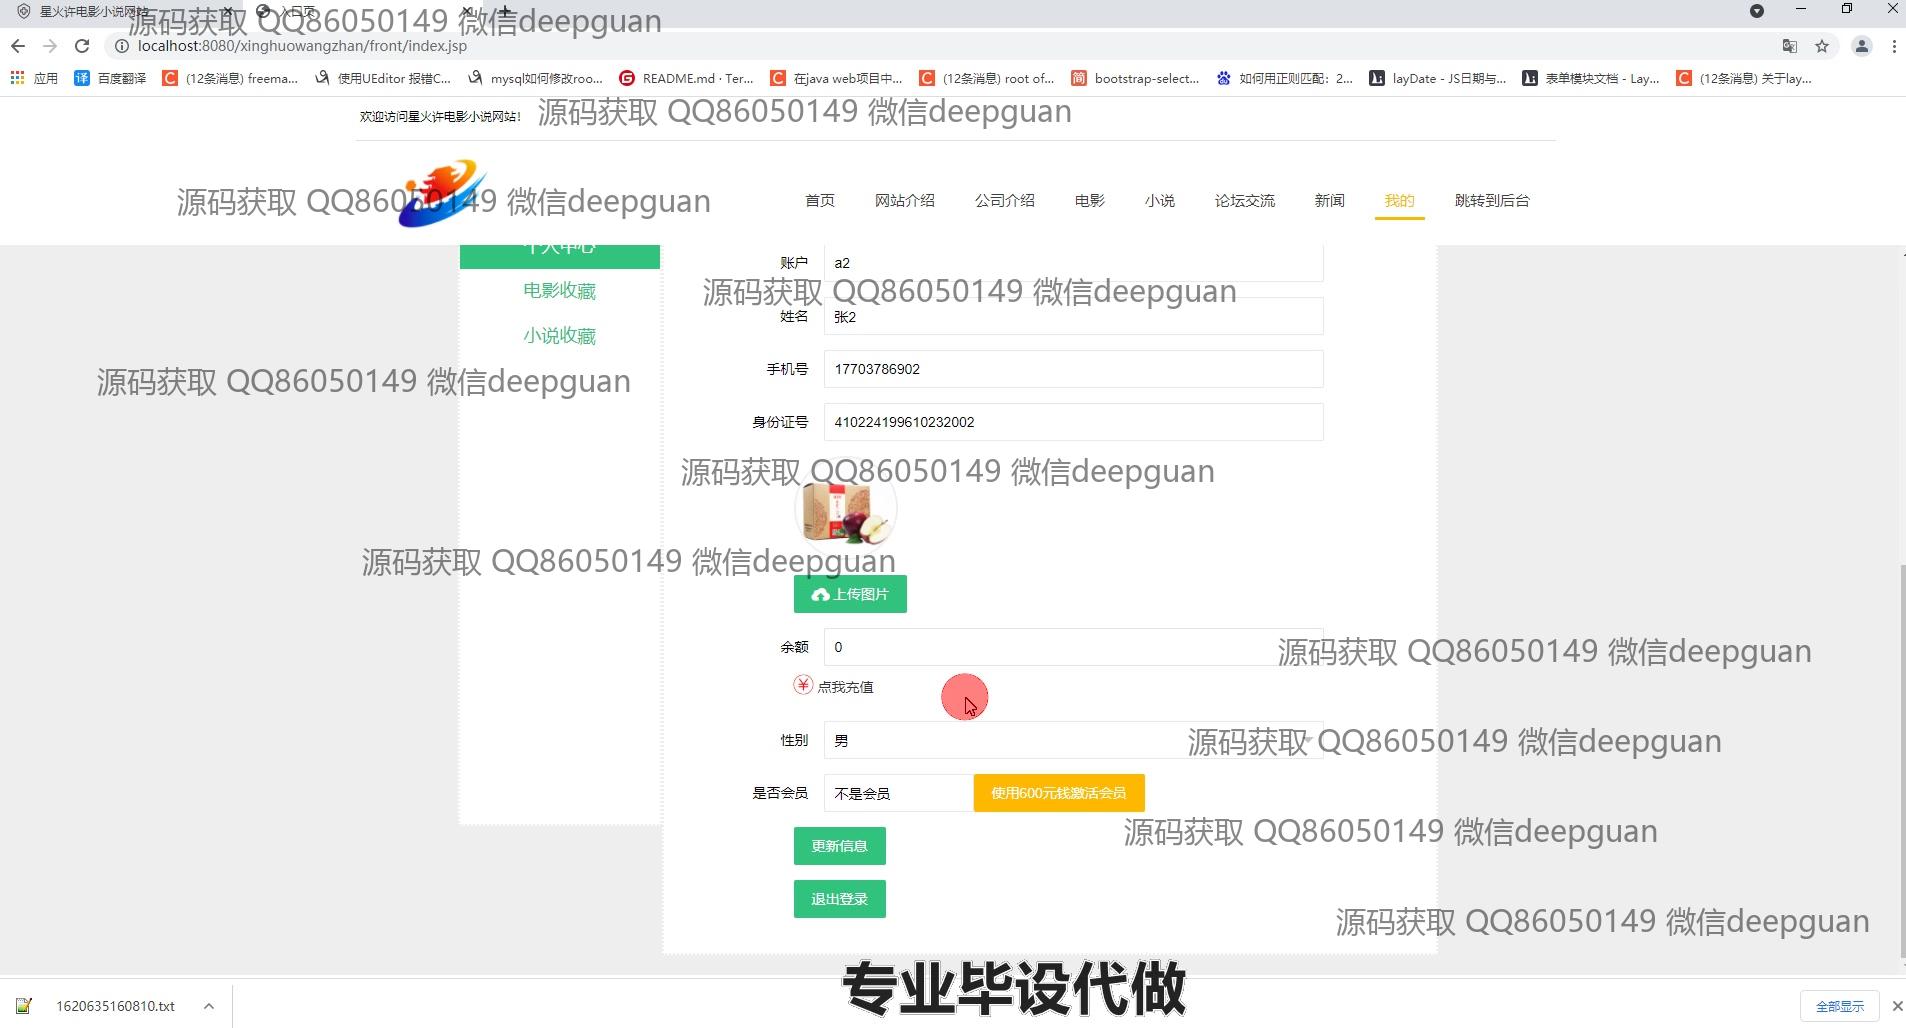 星火许电影小说网站
入口页
源码获取 QQ86050149 微信deepguan
localhost:8080/xinghuowangzhan/front/index.jsp
应用 百度翻译 (12条消息) freema... 使用UEditor 报错C... mysql如何修改roo... README.md · Ter... 在java web项目中... (12条消息) root of... bootstrap-select... 如何用正则匹配：2... layDate - JS日期与... 表单模块文档 - Lay... (12条消息) 关于lay...
欢迎访问星火许电影小说网站！
源码获取 QQ86050149 微信deepguan
源码获取 QQ86050149 微信deepguan
首页 网站介绍 公司介绍 电影 小说 论坛交流 新闻 我的 跳转到后台
个人中心
电影收藏
小说收藏
账户 a2
源码获取 QQ86050149 微信deepguan
姓名 张2
手机号 17703786902
源码获取 QQ86050149 微信deepguan
身份证号 410224199610232002
源码获取 QQ86050149 微信deepguan
源码获取 QQ86050149 微信deepguan
上传图片
余额 0
源码获取 QQ86050149 微信deepguan
¥ 点我充值
性别 男
源码获取 QQ86050149 微信deepguan
是否会员 不是会员 使用600元钱激活会员
源码获取 QQ86050149 微信deepguan
更新信息
退出登录
源码获取 QQ86050149 微信deepguan
专业毕设代做
1620635160810.txt
全部显示